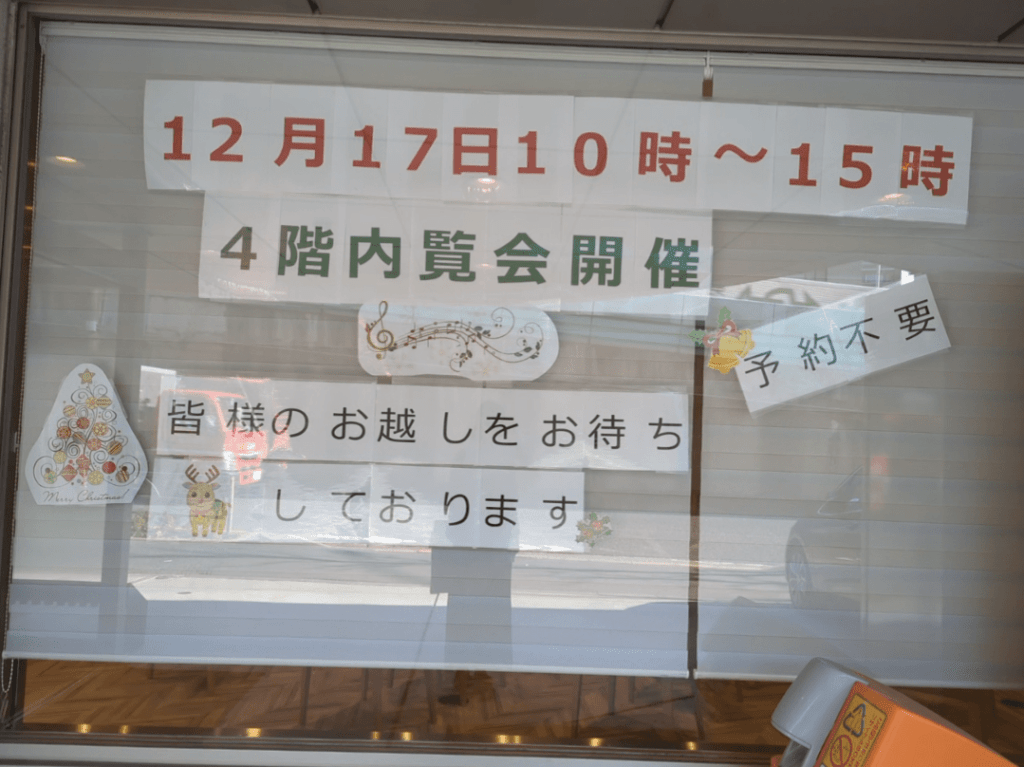 12月17日10時～15時
4階内覧会開催
予約不要
皆様のお越しをお待ち
しております
Merry Christmas!